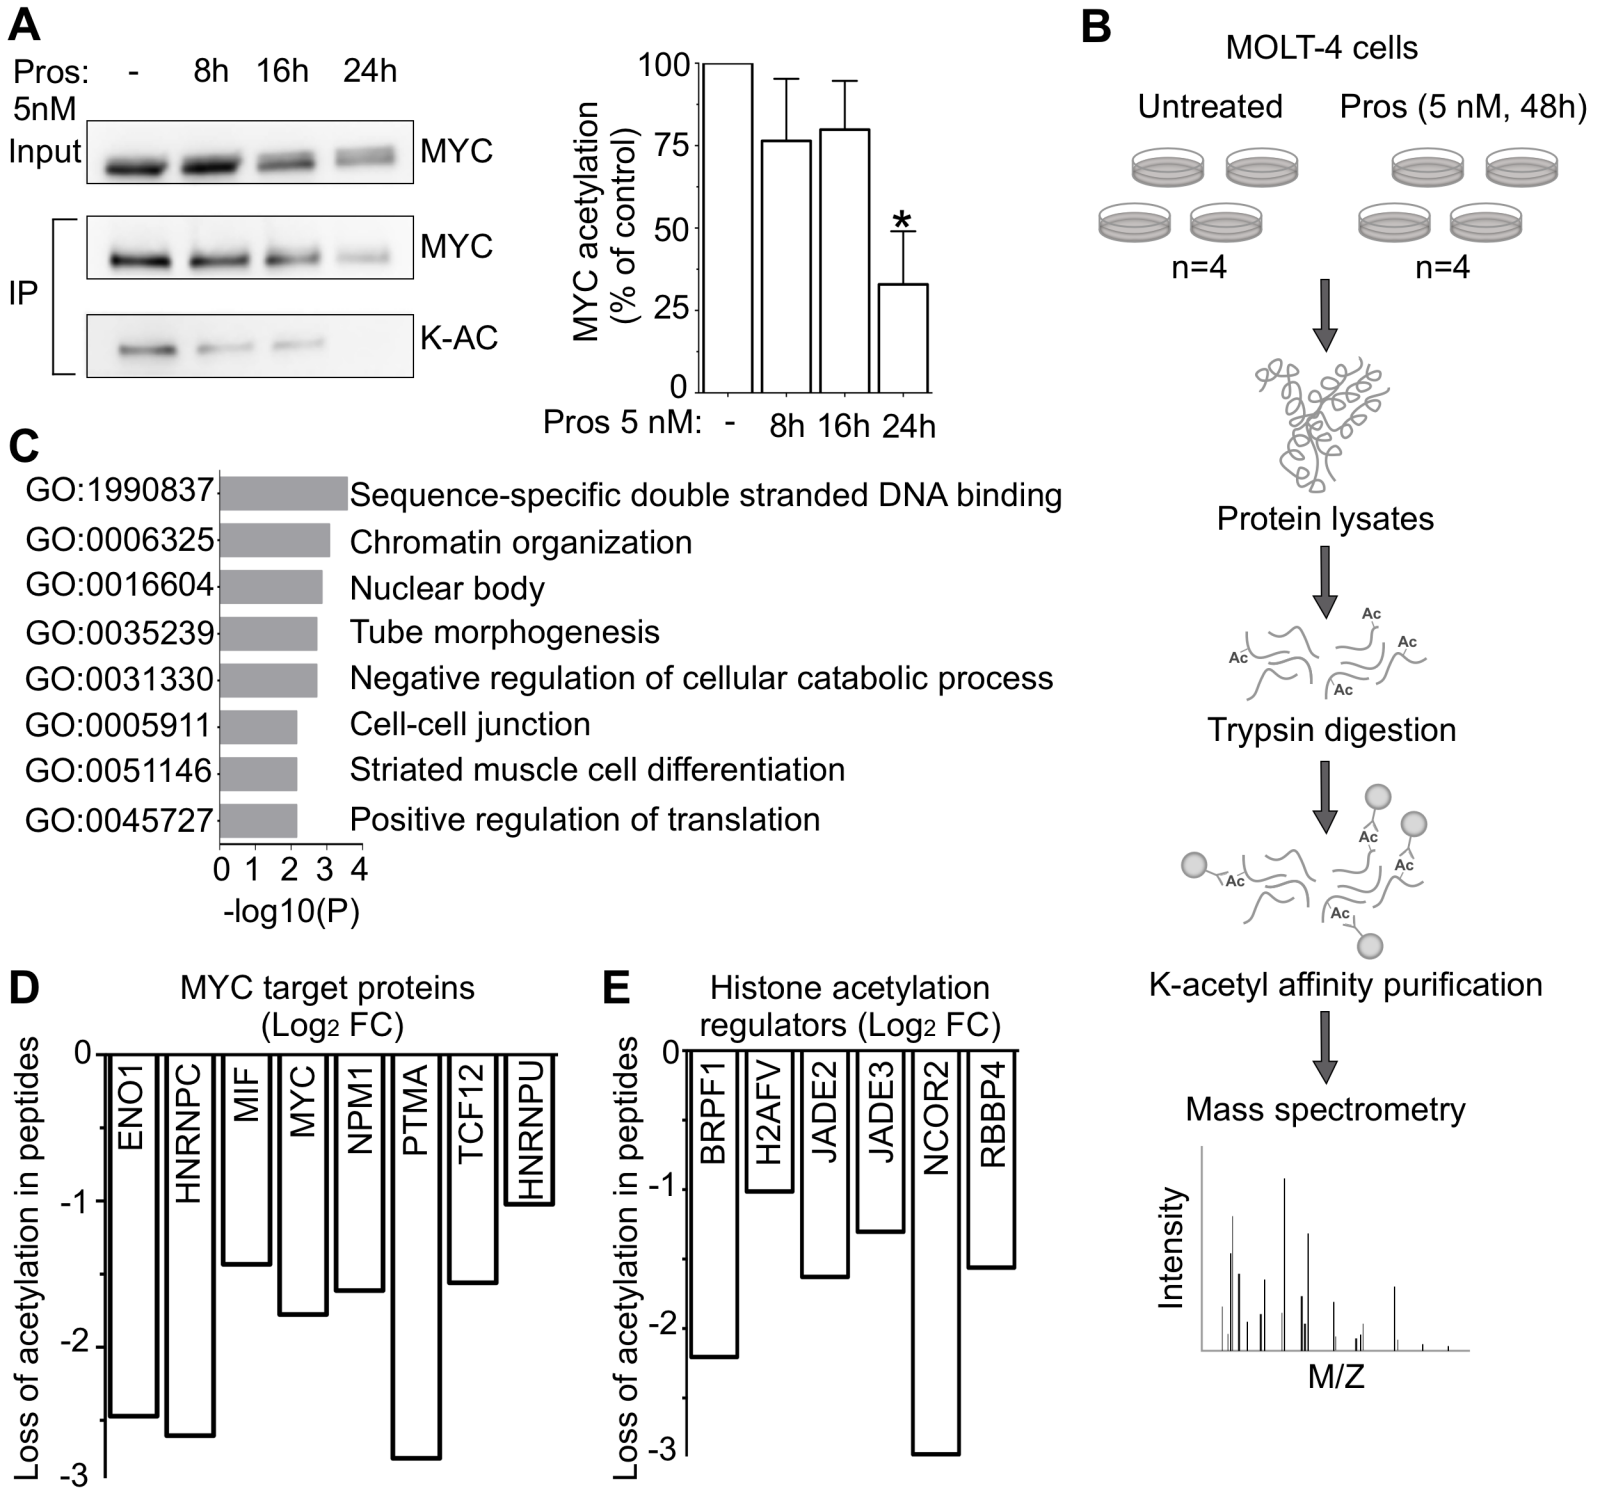 A
Pros: - 8h 16h 24h
5nM
Input MYC
MYC
IP
K-AC
MYC acetylation
(% of control)
100
75
50
25
0
*
Pros 5 nM: - 8h 16h 24h
B
MOLT-4 cells
Untreated Pros (5 nM, 48h)
n=4 n=4
Protein lysates
Ac
Ac
Ac
Ac
Trypsin digestion
Ac
Ac
Ac
Ac
K-acetyl affinity purification
Mass spectrometry
Intensity
M/Z
C
GO:1990837 Sequence-specific double stranded DNA binding
GO:0006325 Chromatin organization
GO:0016604 Nuclear body
GO:0035239 Tube morphogenesis
GO:0031330 Negative regulation of cellular catabolic process
GO:0005911 Cell-cell junction
GO:0051146 Striated muscle cell differentiation
GO:0045727 Positive regulation of translation
0 1 2 3 4
-log10(P)
D
MYC target proteins
(Log2 FC)
Loss of acetylation in peptides
0
-1
-2
-3
ENO1
HNRNPC
MIF
MYC
NPM1
PTMA
TCF12
HNRNPU
E
Histone acetylation
regulators (Log2 FC)
Loss of acetylation in peptides
0
-1
-2
-3
BRPF1
H2AFV
JADE2
JADE3
NCOR2
RBBP4